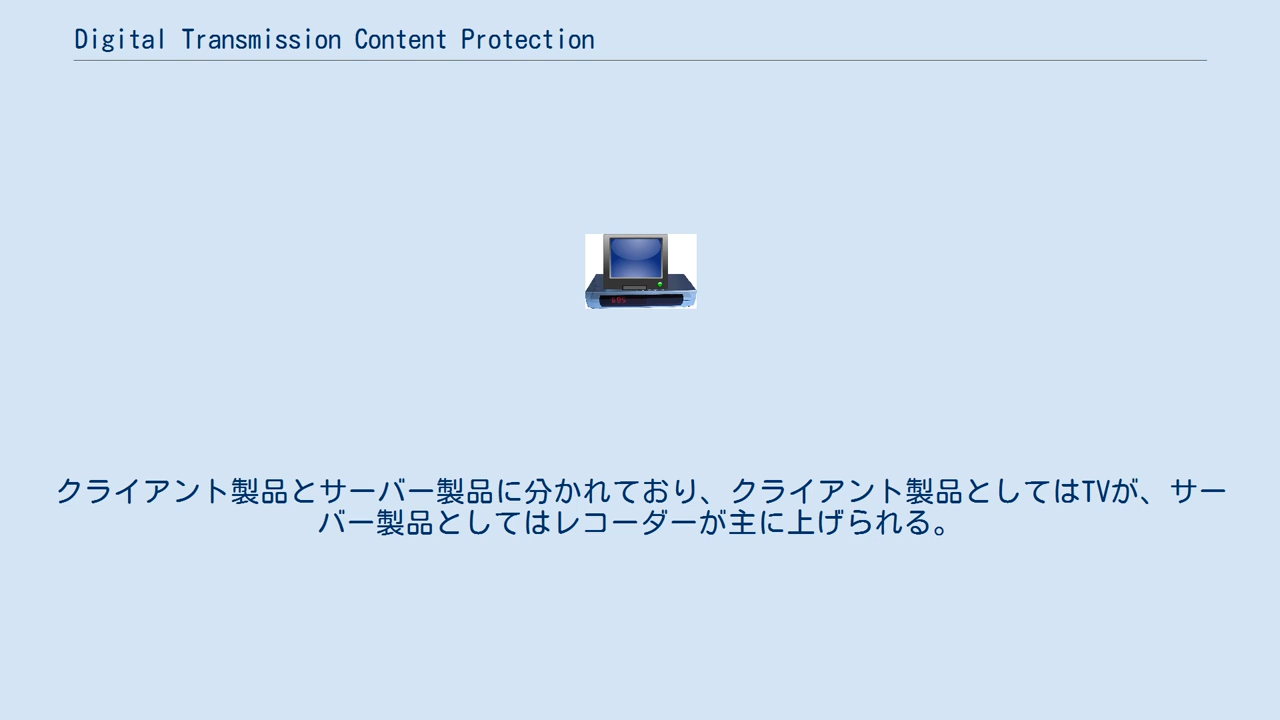 Digital Transmission Content Protection
685
クライアント製品とサーバー製品に分かれており、クライアント製品としてはTVが、サー
バー製品としてはレコーダーが主に上げられる。